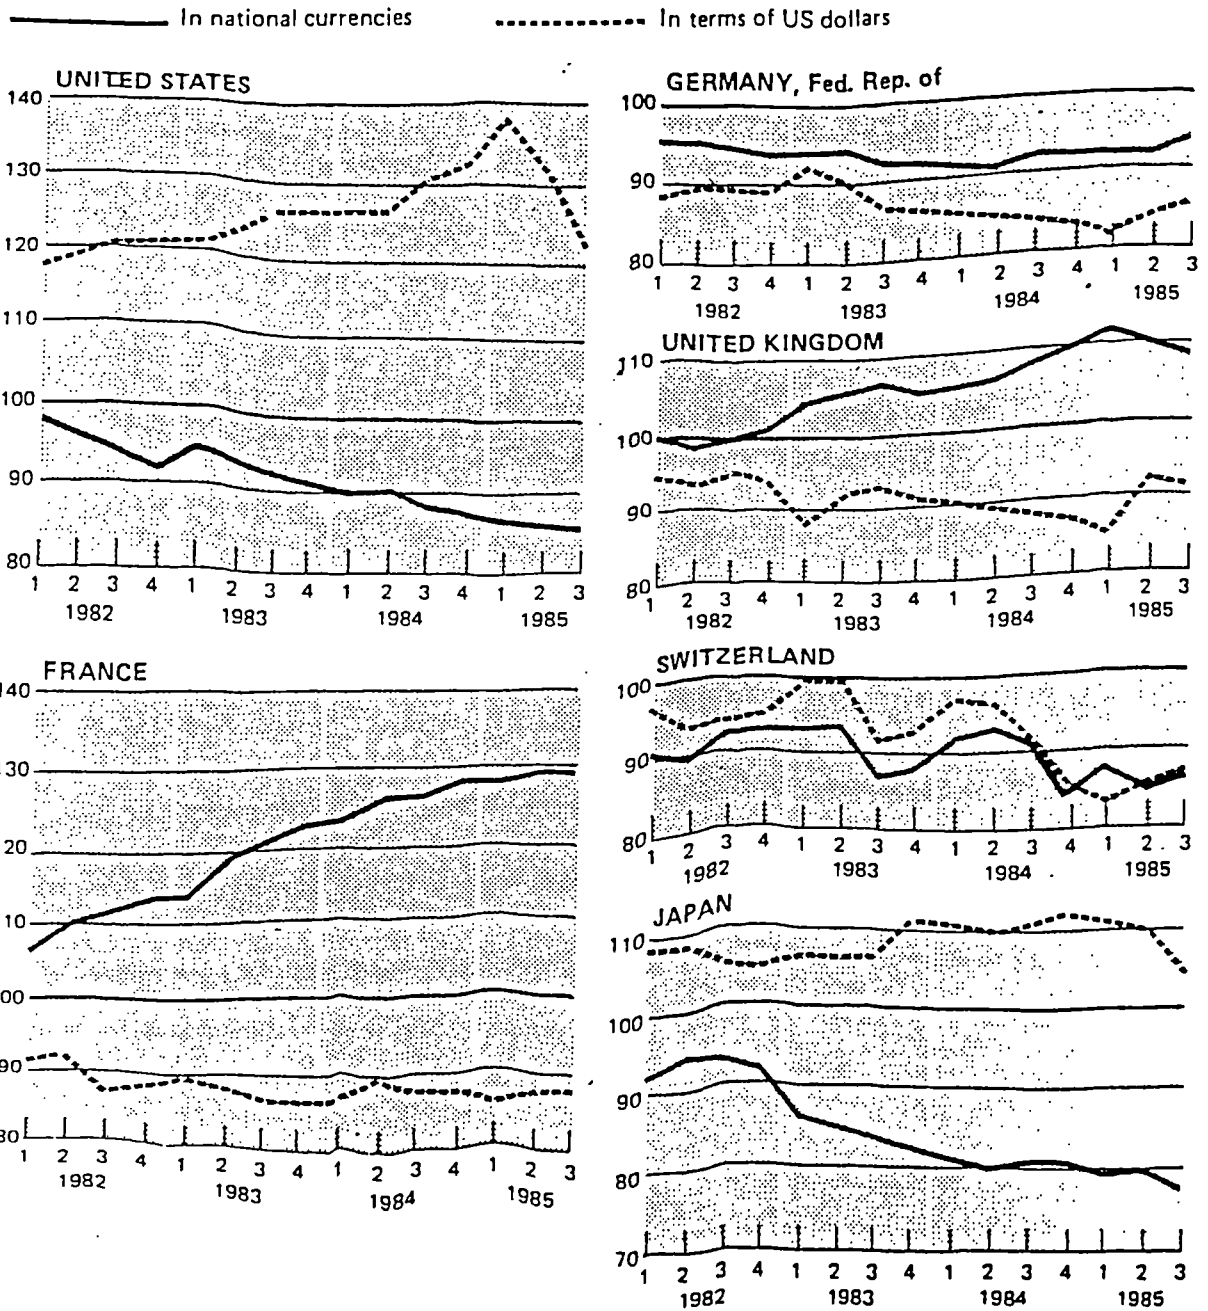 In national currencies
In terms of US dollars
UNITED STATES
140
130
120
110
100
90
80
1 2 3 4 1 2 3 4 1 2 3 4 1 2 3
1982 1983 1984 1985
GERMANY, Fed. Rep. of
100
90
80
1 2 3 4 1 2 3 4 1 2 3 4 1 2 3
1982 1983 1984 1985
UNITED KINGDOM
110
100
90
80
1 2 3 4 1 2 3 4 1 2 3 4 1 2 3
1982 1983 1984 1985
FRANCE
140
130
20
10
00
90
80
1 2 3 4 1 2 3 4 1 2 3 4 1 2 3
1982 1983 1984 1985
SWITZERLAND
100
90
80
1 2 3 4 1 2 3 4 1 2 3 4 1 2 3
1982 1983 1984 1985
JAPAN
110
100
90
80
70
1 2 3 4 1 2 3 4 1 2 3 4 1 2 3
1982 1983 1984 1985